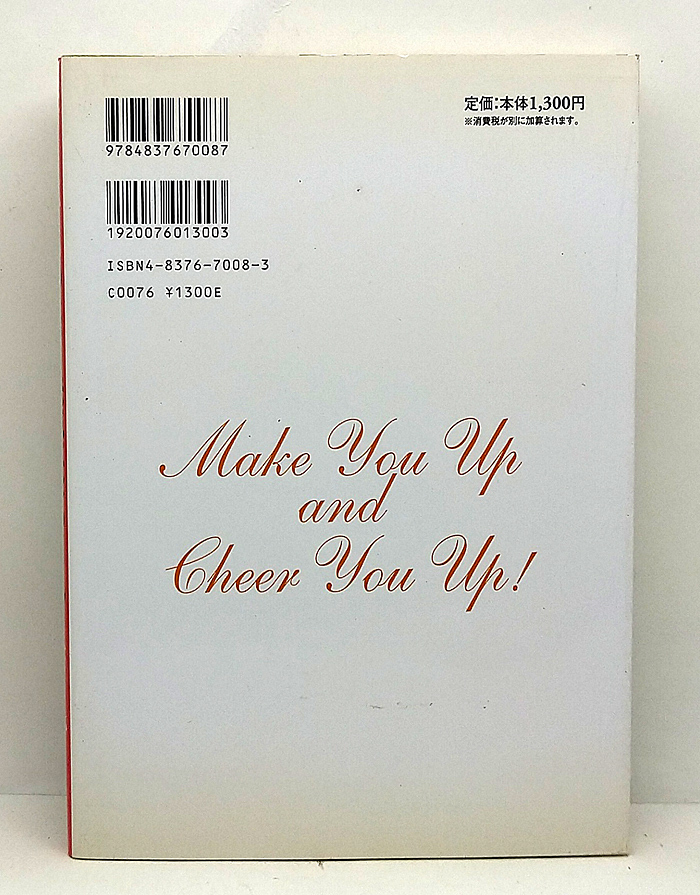 9784837670087
定価:本体1,300円
※消費税が別に加算されます。
1920076013003
ISBN4-8376-7008-3
C0076 ¥1300E
Make You Up
and
Cheer You Up!